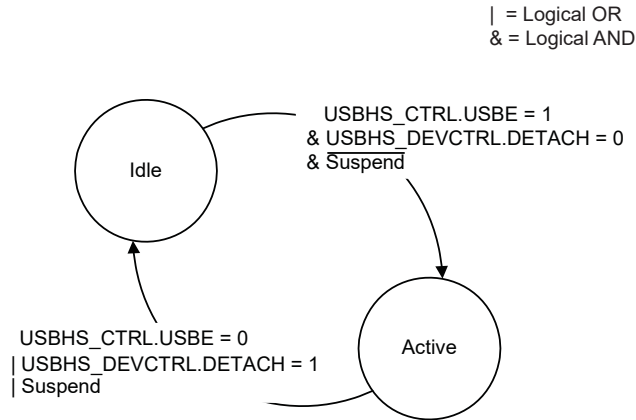 | = Logical OR
& = Logical AND
USBHS_CTRL.USBE = 1
& USBHS_DEVCTRL.DETACH = 0
& Suspend
Idle
Active
USBHS_CTRL.USBE = 0
| USBHS_DEVCTRL.DETACH = 1
| Suspend